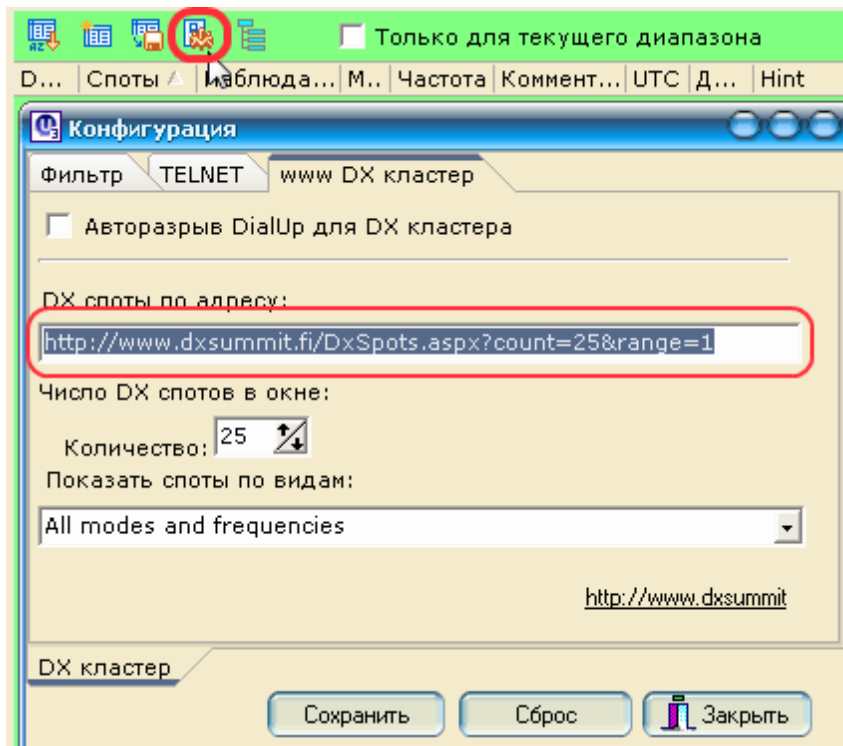 Только для текущего диапазона
D... Споты Наблюда... М.. Частота Коммент... UTC Д... Hint
Конфигурация
Фильтр TELNET www DX кластер
Авторазрыв DialUp для DX кластера
DX споты по адресу:
http://www.dxsummit.fi/DxSpots.aspx?count=25&range=1
Число DX спотов в окне:
Количество: 25
Показать споты по видам:
All modes and frequencies
http://www.dxsummit
DX кластер
Сохранить Сброс Закрыть